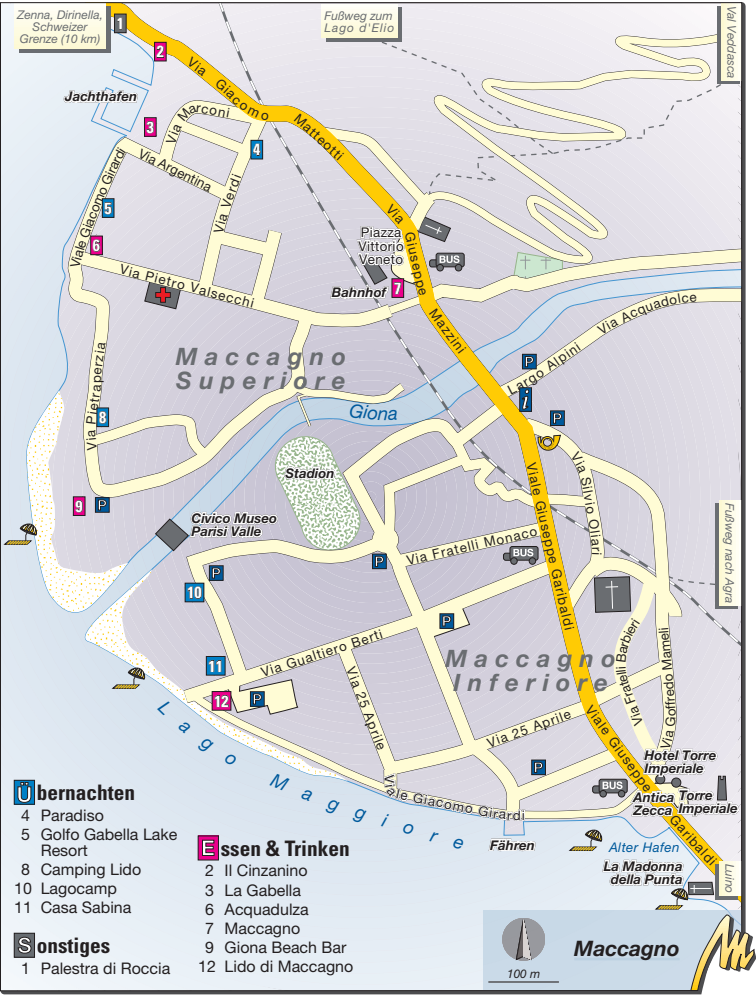 Zenna, Dirinella,
Schweizer
Grenze (10 km)
1
2
Fußweg zum
Lago d'Elio
Val Veddasca
Jachthafen
3
Via Marconi
Via Giacomo Matteotti
4
Via Argentina
Via Verdi
Viale Giacomo Girardi
5
6
Via Pietro Valsecchi
Piazza
Vittorio
Veneto
BUS
Bahnhof
7
Via Giuseppe Mazzini
Maccagno
Superiore
Via Pietraperzia
8
Giona
Largo Alpini
Via Acquadolce
P
i
P
Stadion
9
P
Civico Museo
Parisi Valle
Via Silvio Oliari
Viale Giuseppe Garibaldi
Fußweg nach Agra
Via Fratelli Monaco
BUS
P
P
10
P
11
Via Gualtiero Berti
12
P
Maccagno
Inferiore
Via Fratelli Barbieri
Via Goffredo Mameli
Via 25 Aprile
Via 25 Aprile
Viale Giuseppe Garibaldi
Lago Maggiore
Viale Giacomo Girardi
P
BUS
Hotel Torre
Imperiale
Antica
Zecca
Torre
Imperiale
Fähren
Alter Hafen
La Madonna
della Punta
Luino
Übernachten
4 Paradiso
5 Golfo Gabella Lake
Resort
8 Camping Lido
10 Lagocamp
11 Casa Sabina
Sonstiges
1 Palestra di Roccia
Essen & Trinken
2 Il Cinzanino
3 La Gabella
6 Acquadulza
7 Maccagno
9 Giona Beach Bar
12 Lido di Maccagno
100 m
Maccagno